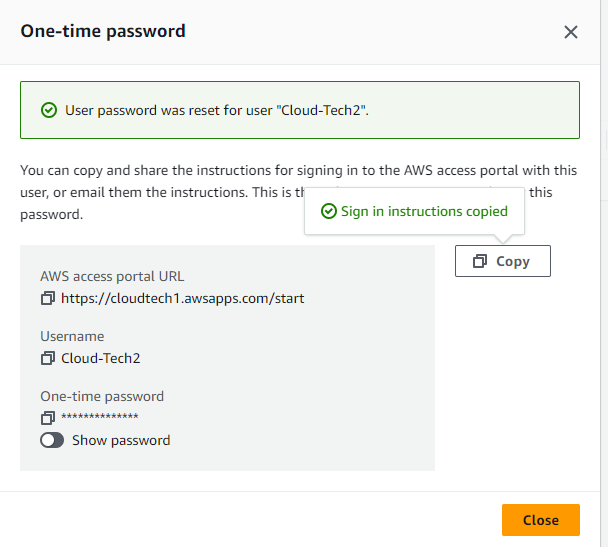 One-time password
User password was reset for user "Cloud-Tech2".
You can copy and share the instructions for signing in to the AWS access portal with this
user, or email them the instructions. This is the this
password.
Sign in instructions copied
Copy
AWS access portal URL
https://cloudtech1.awsapps.com/start
Username
Cloud-Tech2
One-time password
**************
Show password
Close